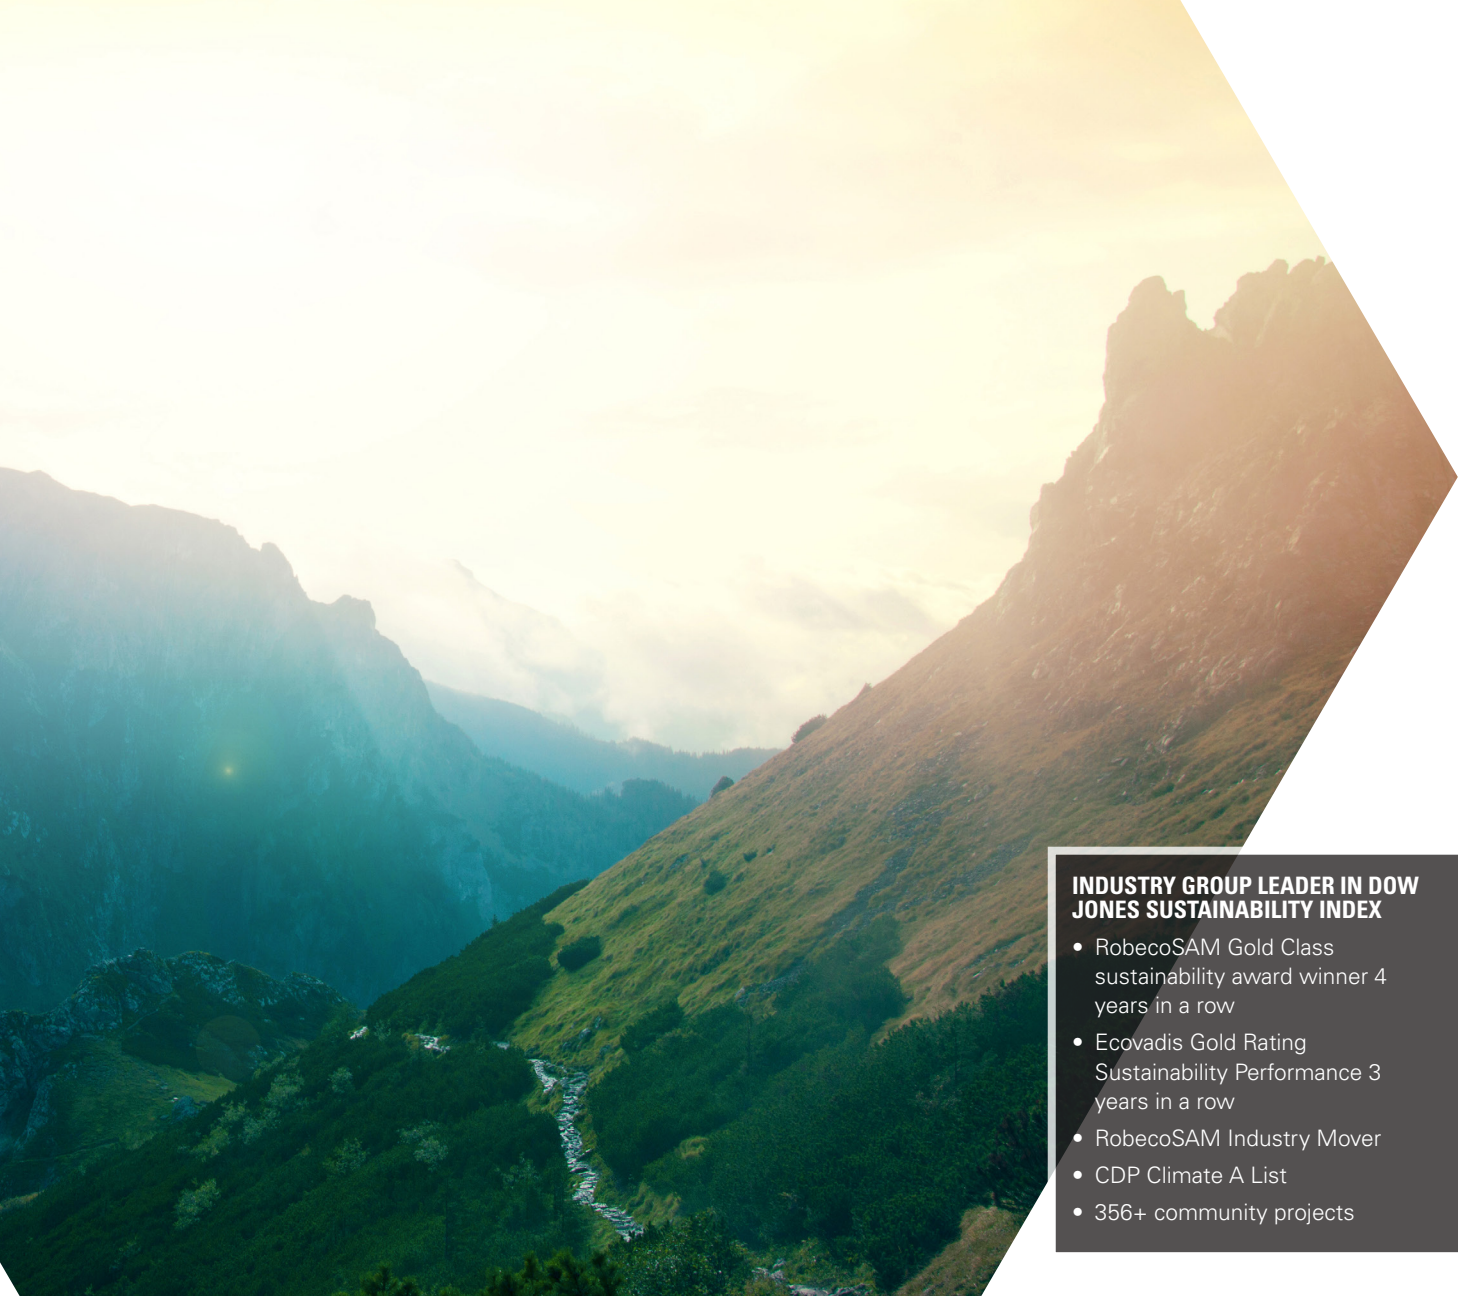 INDUSTRY GROUP LEADER IN DOW
JONES SUSTAINABILITY INDEX
• RobecoSAM Gold Class
sustainability award winner 4
years in a row
• Ecovadis Gold Rating
Sustainability Performance 3
years in a row
• RobecoSAM Industry Mover
• CDP Climate A List
• 356+ community projects